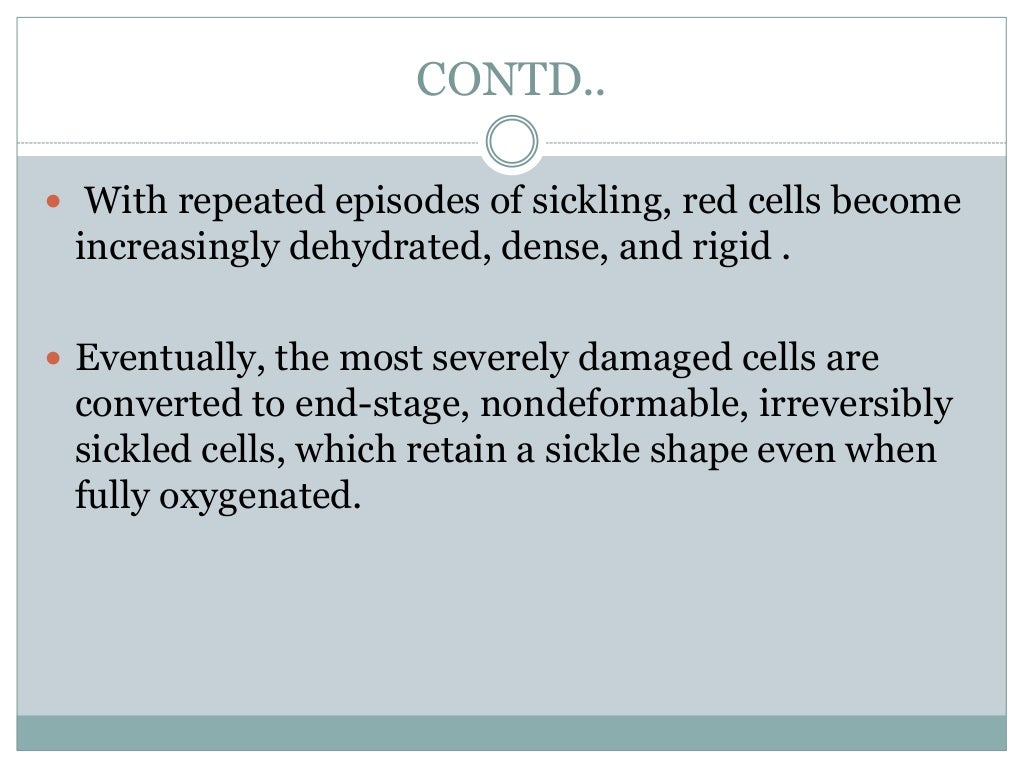 CONTD..
• With repeated episodes of sickling, red cells become
increasingly dehydrated, dense, and rigid .
• Eventually, the most severely damaged cells are
converted to end-stage, nondeformable, irreversibly
sickled cells, which retain a sickle shape even when
fully oxygenated.